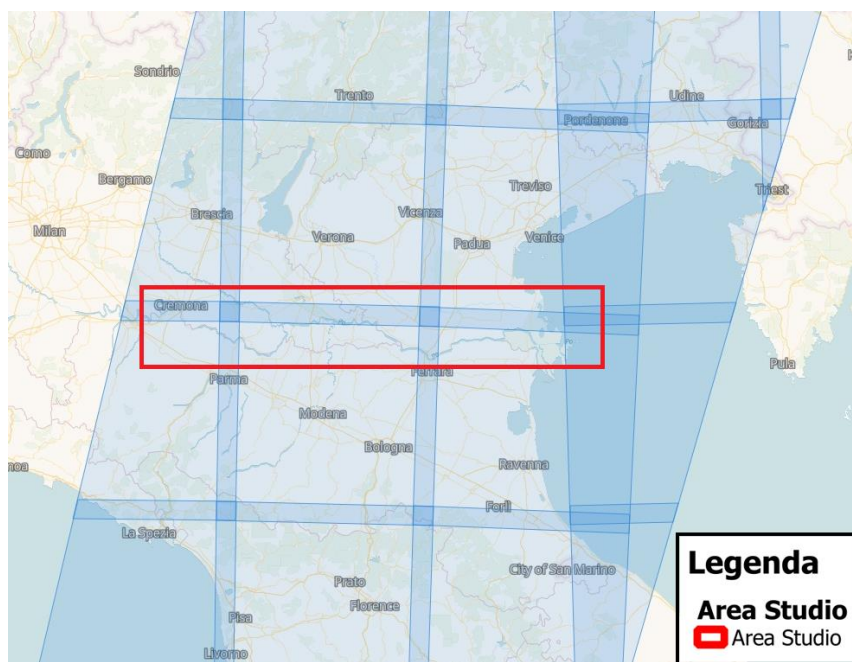 Sondrio
Trento
Udine
Pordenone
Gorizia
Como
Bergamo
Treviso
Triest
Brescia
Vicenza
Milan
Verona
Padua
Venice
Cremona
Pula
Parma
Ferrara
Modena
Bologna
noa
Ravenna
Forlì
La Spezia
City of San Marino
Prato
Florence
Pisa
Livorno
Legenda
Area Studio
Area Studio